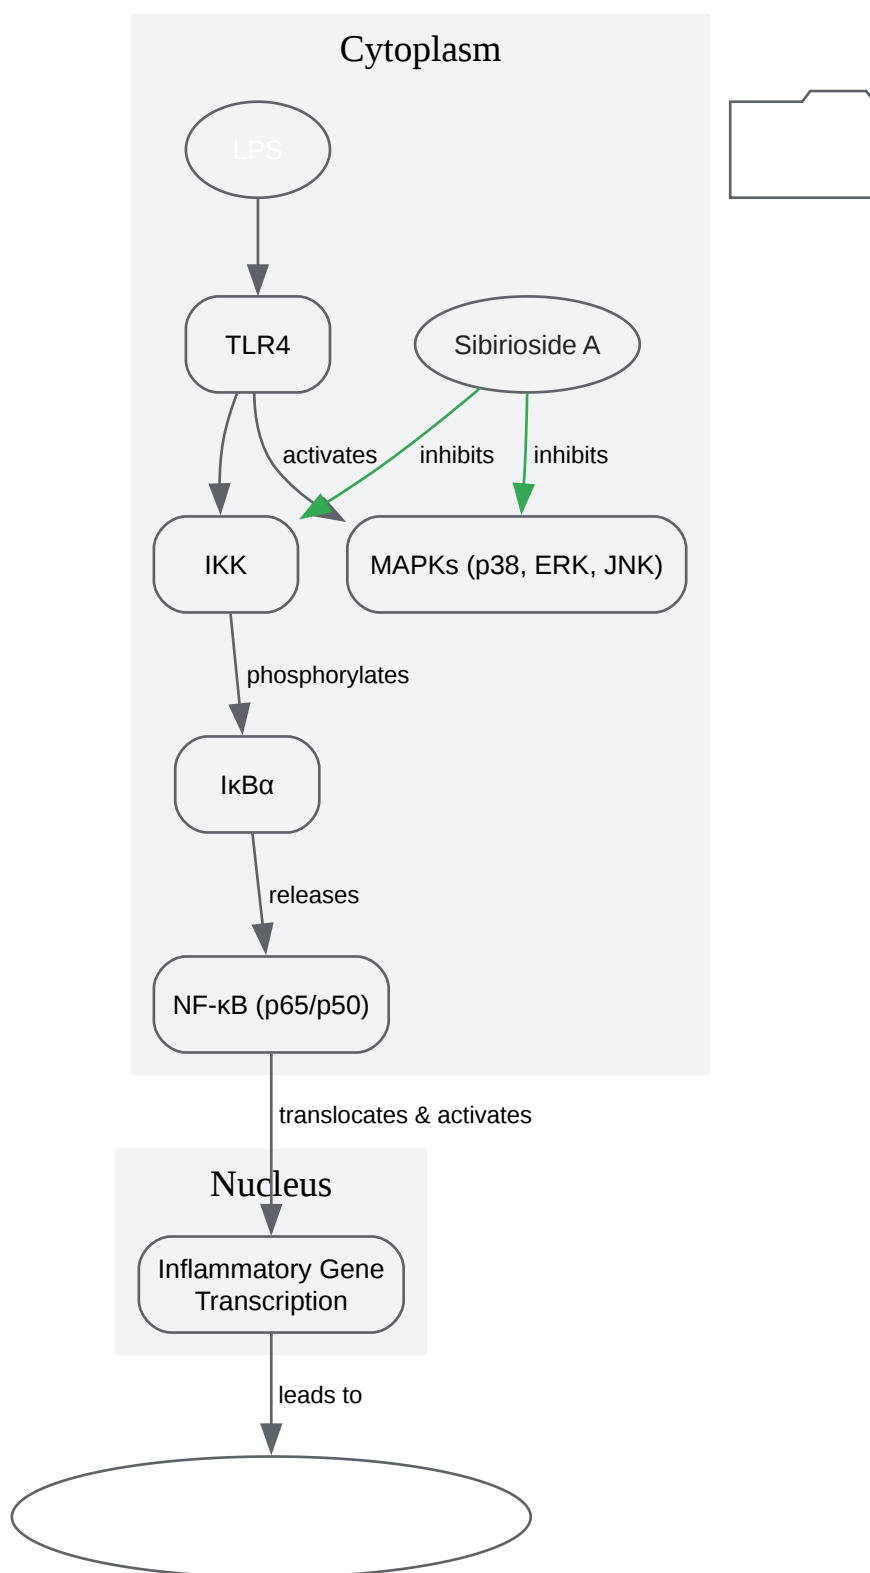 Cytoplasm
LPS
TLR4
Sibirioside A
activates
inhibits
inhibits
IKK
MAPKs (p38, ERK, JNK)
phosphorylates
IκBα
releases
NF-κB (p65/p50)
translocates & activates
Nucleus
Inflammatory Gene
Transcription
leads to